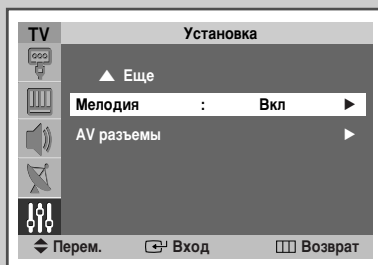 TV Установка
▲ Еще
Мелодия : Вкл ►
AV разъемы ►
Перем. Вход Возврат